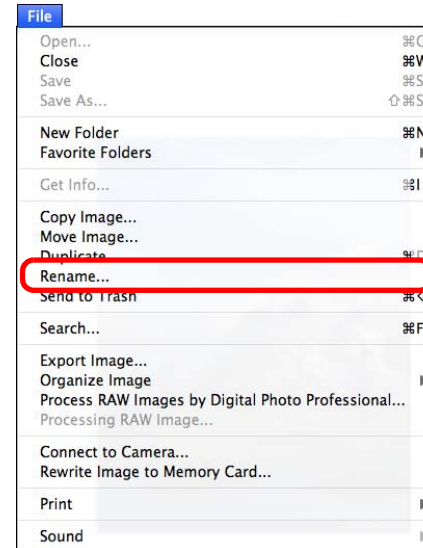 File
Open... ⌘O
Close ⌘W
Save ⌘S
Save As... ⇧⌘S
New Folder ⌘N
Favorite Folders
Get Info... ⌘I
Copy Image...
Move Image...
Duplicate ⌘D
Rename...
Send to Trash ⌘
Search... ⌘F
Export Image...
Organize Image
Process RAW Images by Digital Photo Professional...
Processing RAW Image...
Connect to Camera...
Rewrite Image to Memory Card...
Print
Sound